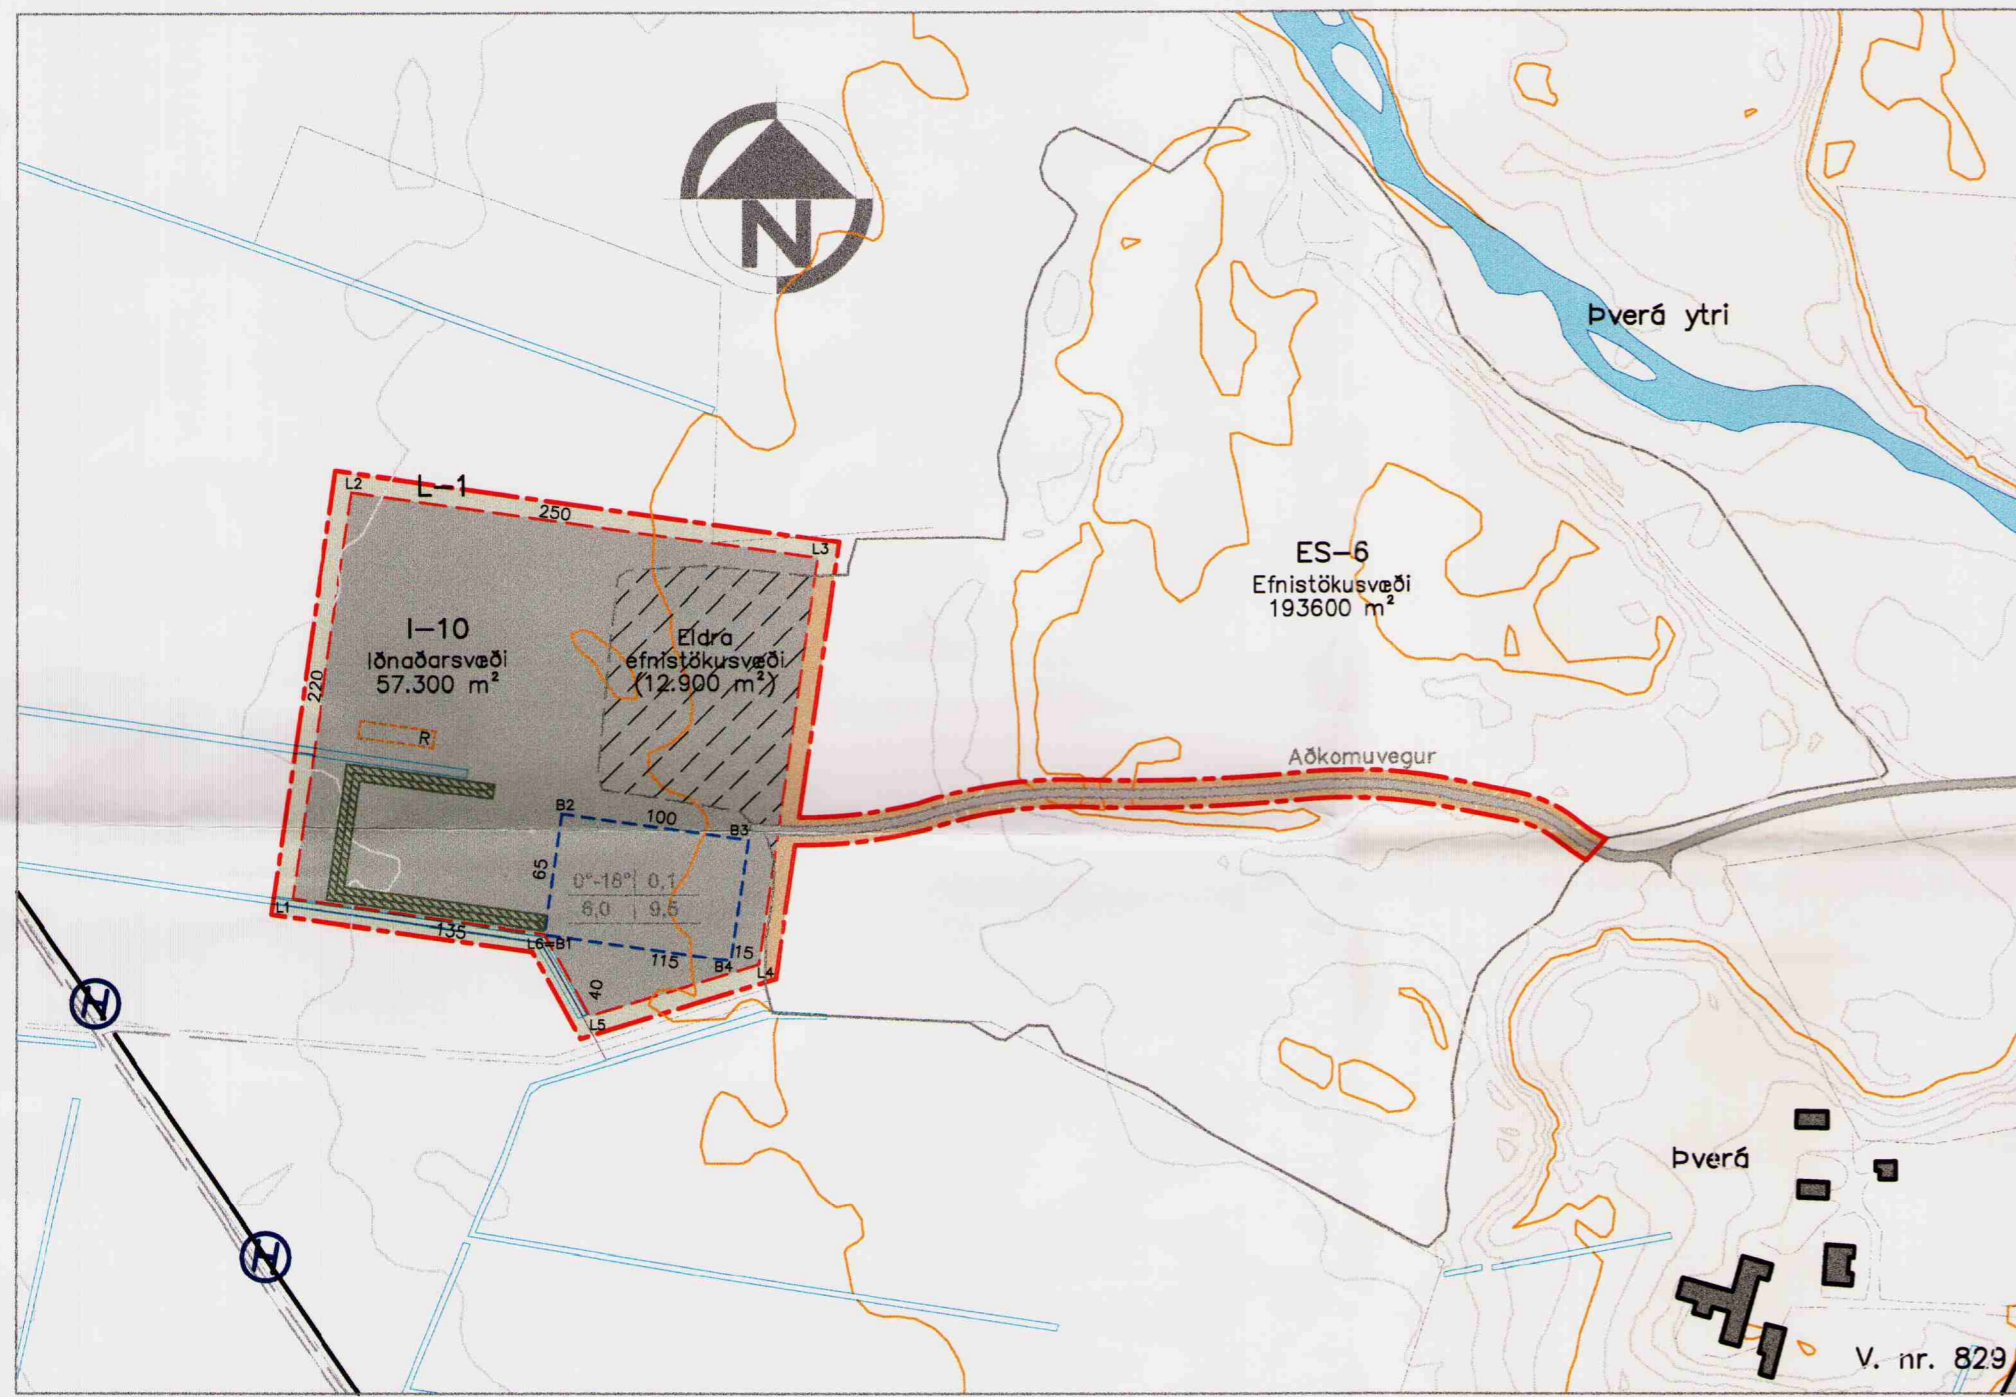 N
Þverá ytri
L2
L-1
250
L3
ES-6
Efnistökusvæði
193600 m²
I-10
Iðnaðarsvæði
57.300 m²
Eldra
efnistökusvæði
(12.900 m²)
220
R
Aðkomuvegur
B2
100
B3
65
0°-18° 0,1
6,0 9,5
L1
135
L6=B1
115
B4
15
L4
40
L5
Þverá
V. nr. 829